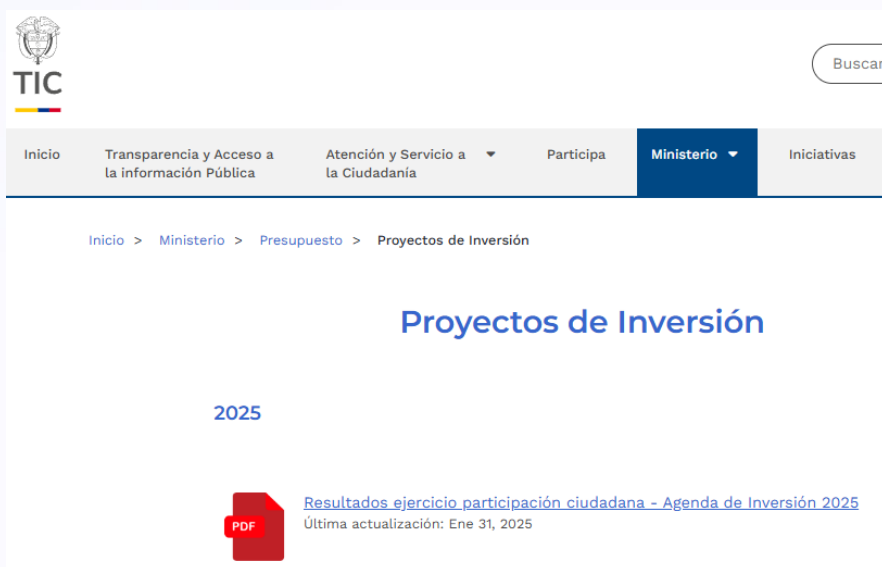 TIC
Buscar
Inicio
Transparencia y Acceso a
la información Pública
Atención y Servicio a
la Ciudadanía
Participa
Ministerio
Iniciativas
Inicio > Ministerio > Presupuesto > Proyectos de Inversión
Proyectos de Inversión
2025
PDF
Resultados ejercicio participación ciudadana - Agenda de Inversión 2025
Última actualización: Ene 31, 2025